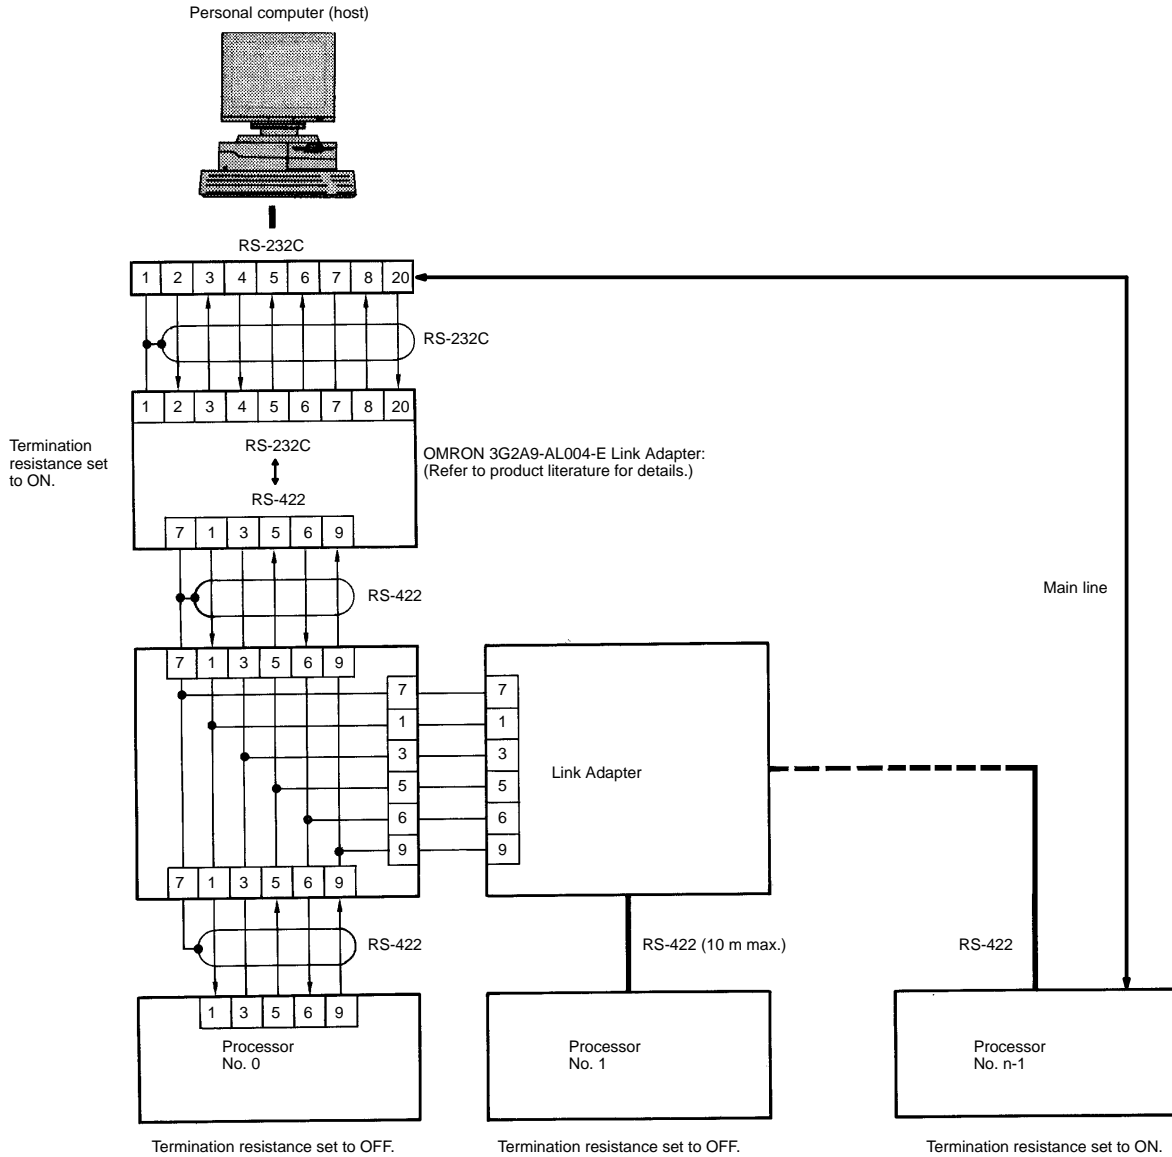 Personal computer (host)
RS-232C
1 2 3 4 5 6 7 8 20
RS-232C
1 2 3 4 5 6 7 8 20
Termination
resistance set
to ON.
RS-232C
RS-422
OMRON 3G2A9-AL004-E Link Adapter:
(Refer to product literature for details.)
7 1 3 5 6 9
RS-422
Main line
7 1 3 5 6 9
7 7
1 1
3 3
5 5
6 6
9 9
Link Adapter
7 1 3 5 6 9
RS-422
RS-422 (10 m max.)
RS-422
1 3 5 6 9
Processor
No. 0
Processor
No. 1
Processor
No. n-1
Termination resistance set to OFF.
Termination resistance set to OFF.
Termination resistance set to ON.